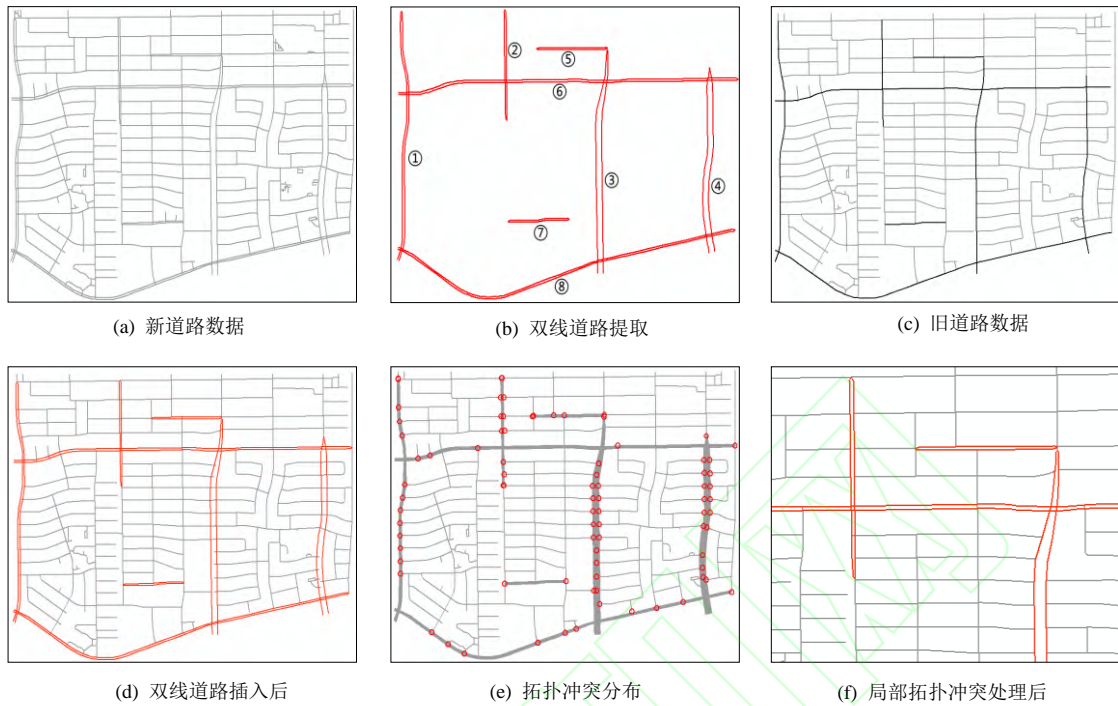 ②
⑤
⑥
①
③
④
⑦
⑧
(a) 新道路数据
(b) 双线道路提取
(c) 旧道路数据
(d) 双线道路插入后
(e) 拓扑冲突分布
(f) 局部拓扑冲突处理后